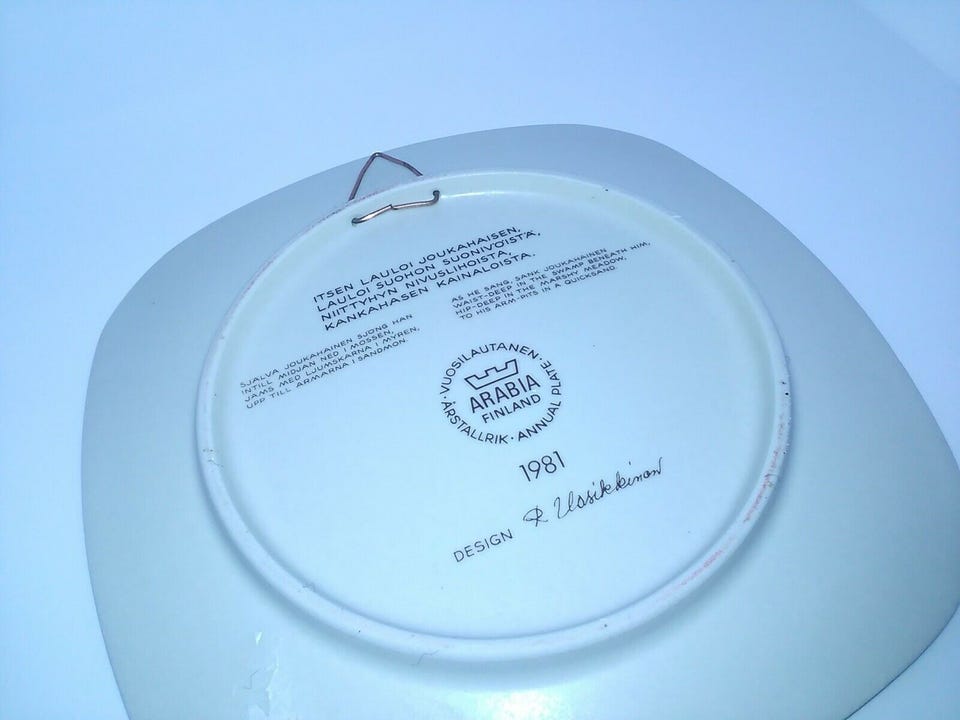 ITSEN LAULOI JOUKAHAISEN,
LAULOI SUOHON SUONIVÖISTÄ,
NIITTYHYN NIVUSLIHOISTA,
KANKAHASEN KAINALOISTA.
SJÄLVA JOUKAHAINEN SJÖNG HAN
INTILL MIDJAN NED I MOSSEN,
JÄMS MED LJUMSKARNA I MYREN,
UPP TILL ARMARNA I SANDMON.
AS HE SANG, SANK JOUKAHAINEN
WAIST-DEEP IN THE SWAMP BENEATH HIM,
HIP-DEEP IN THE MARSHY MEADOW,
TO HIS ARM-PITS IN A QUICKSAND.
· VUOSILAUTANEN ·
ARABIA
FINLAND
ÅRSTALLRIK · ANNUAL PLATE
1981
DESIGN R Uosikkinen